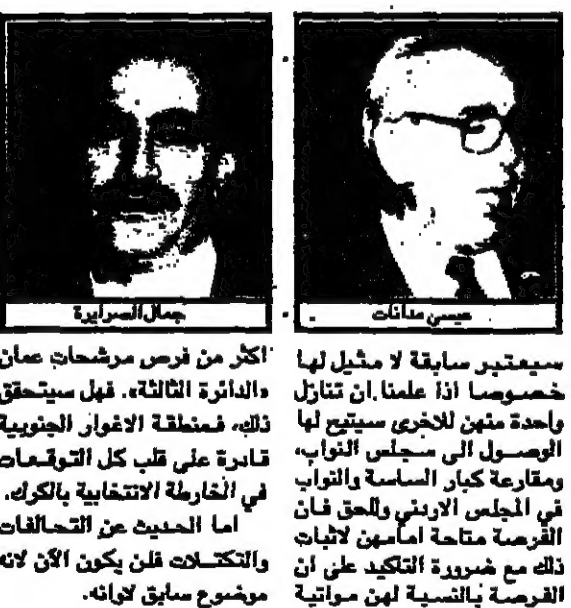 عيسى مدانات
جمال الصرايرة
سيعتبر سابقة لا مثيل لها
خصوصا اذا علمنا ان تنازل
واحدة منهن للاخرى سيتيح لها
الوصول الى مجلس النواب،
ومقارعة كبار الساسة والنواب
في المجلس الاردني وللحق فان
الفرصة متاحة امامهن لاثبات
ذلك مع ضرورة التاكيد على ان
الفرصة بالنسبة لهن مواتية
اكثر من فرص مرشحات عمان
«الدائرة الثالثة». فهل سيتحقق
ذلك، فمنطقة الاغوار الجنوبية
قادرة على قلب كل التوقعات
في الخارطة الانتخابية بالكرك.
اما الحديث عن التحالفات
والتكتلات فلن يكون الآن لانه
موضوع سابق لاوانه.